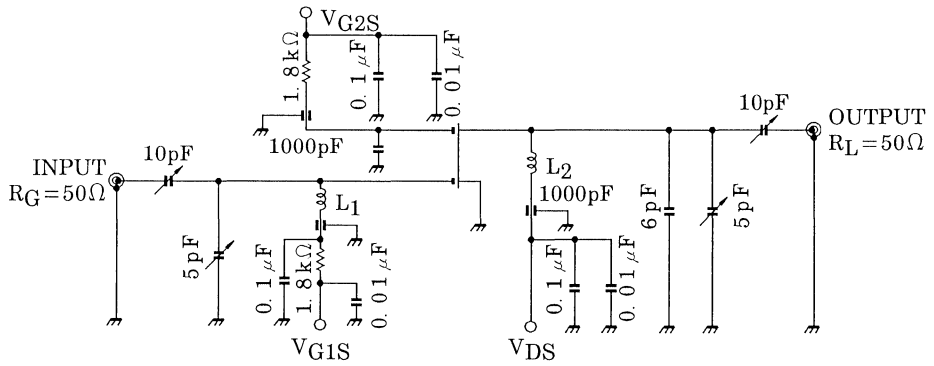 VG2S
1.8kΩ
0.1μF
0.01μF
1000pF
10pF
OUTPUT
RL=50Ω
INPUT
RG=50Ω
10pF
L1
L2
1000pF
5pF
0.1μF
1.8kΩ
0.01μF
VG1S
0.1μF
0.01μF
VDS
6pF
5pF